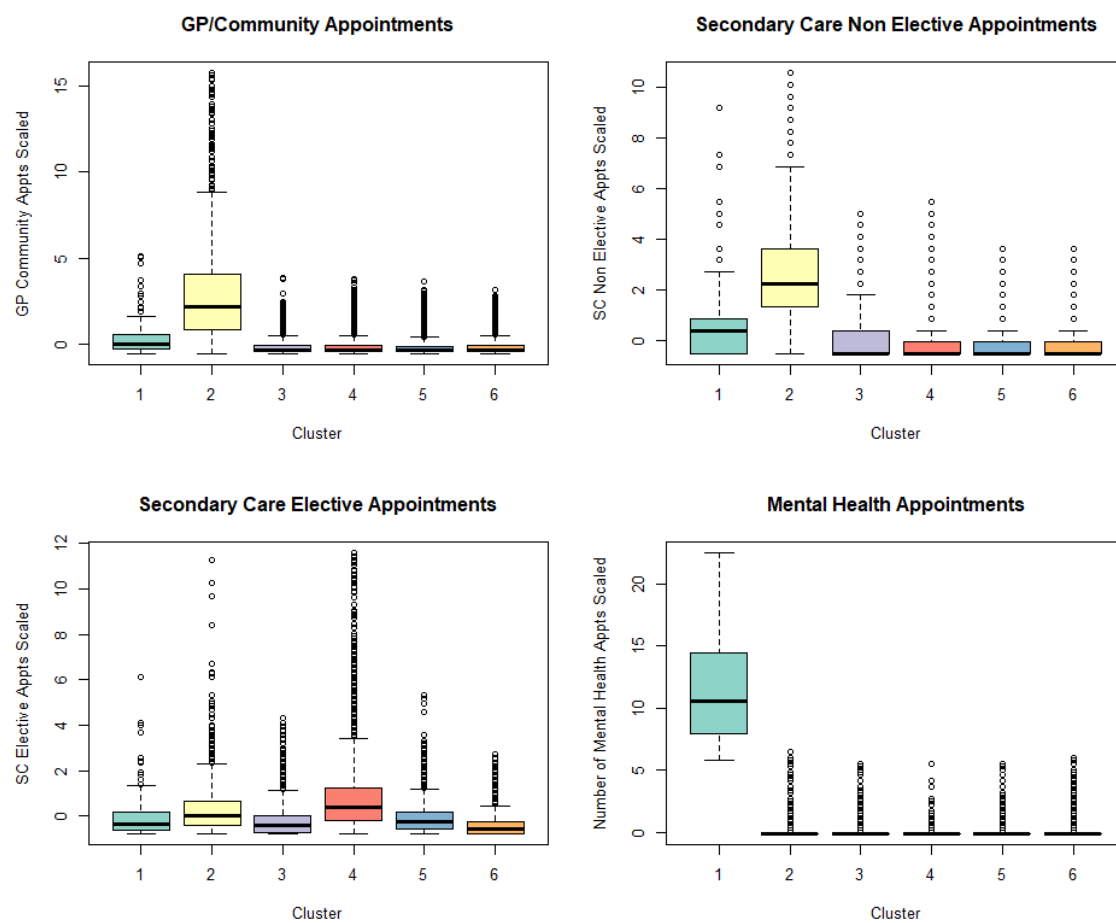 GP/Community Appointments
GP Community Appts Scaled
15
10
5
0
1 2 3 4 5 6
Cluster
Secondary Care Non Elective Appointments
SC Non Elective Appts Scaled
10
8
6
4
2
0
1 2 3 4 5 6
Cluster
Secondary Care Elective Appointments
SC Elective Appts Scaled
12
10
8
6
4
2
0
1 2 3 4 5 6
Cluster
Mental Health Appointments
Number of Mental Health Appts Scaled
20
15
10
5
0
1 2 3 4 5 6
Cluster